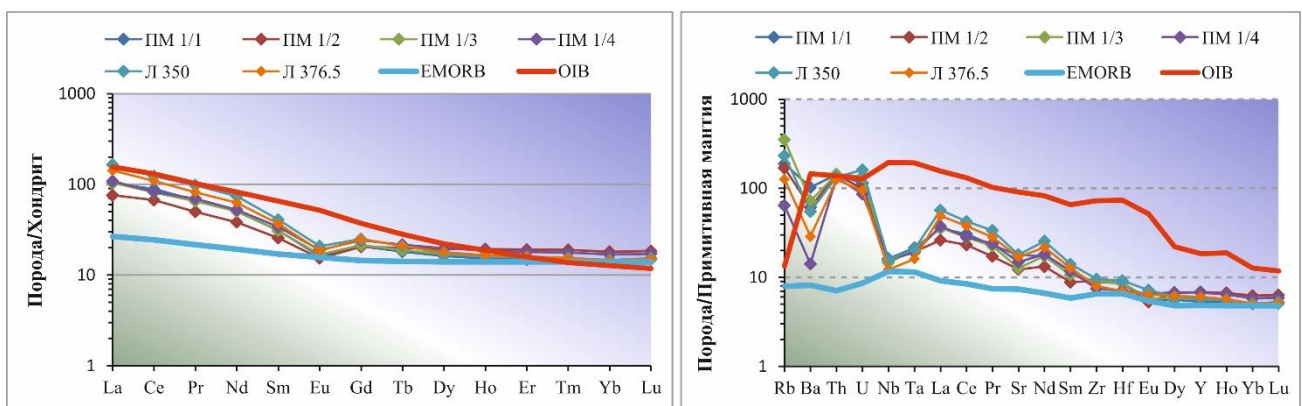 ПМ 1/1 ПМ 1/2 ПМ 1/3 ПМ 1/4
Л 350 Л 376.5 EMORB OIB
Порода/Хондрит
1000
100
10
1
La Ce Pr Nd Sm Eu Gd Tb Dy Ho Er Tm Yb Lu
ПМ 1/1 ПМ 1/2 ПМ 1/3 ПМ 1/4
Л 350 Л 376.5 EMORB OIB
Порода/Примитивная мантия
1000
100
10
1
Rb Ba Th U Nb Ta La Ce Pr Sr Nd Sm Zr Hf Eu Dy Y Ho Yb Lu